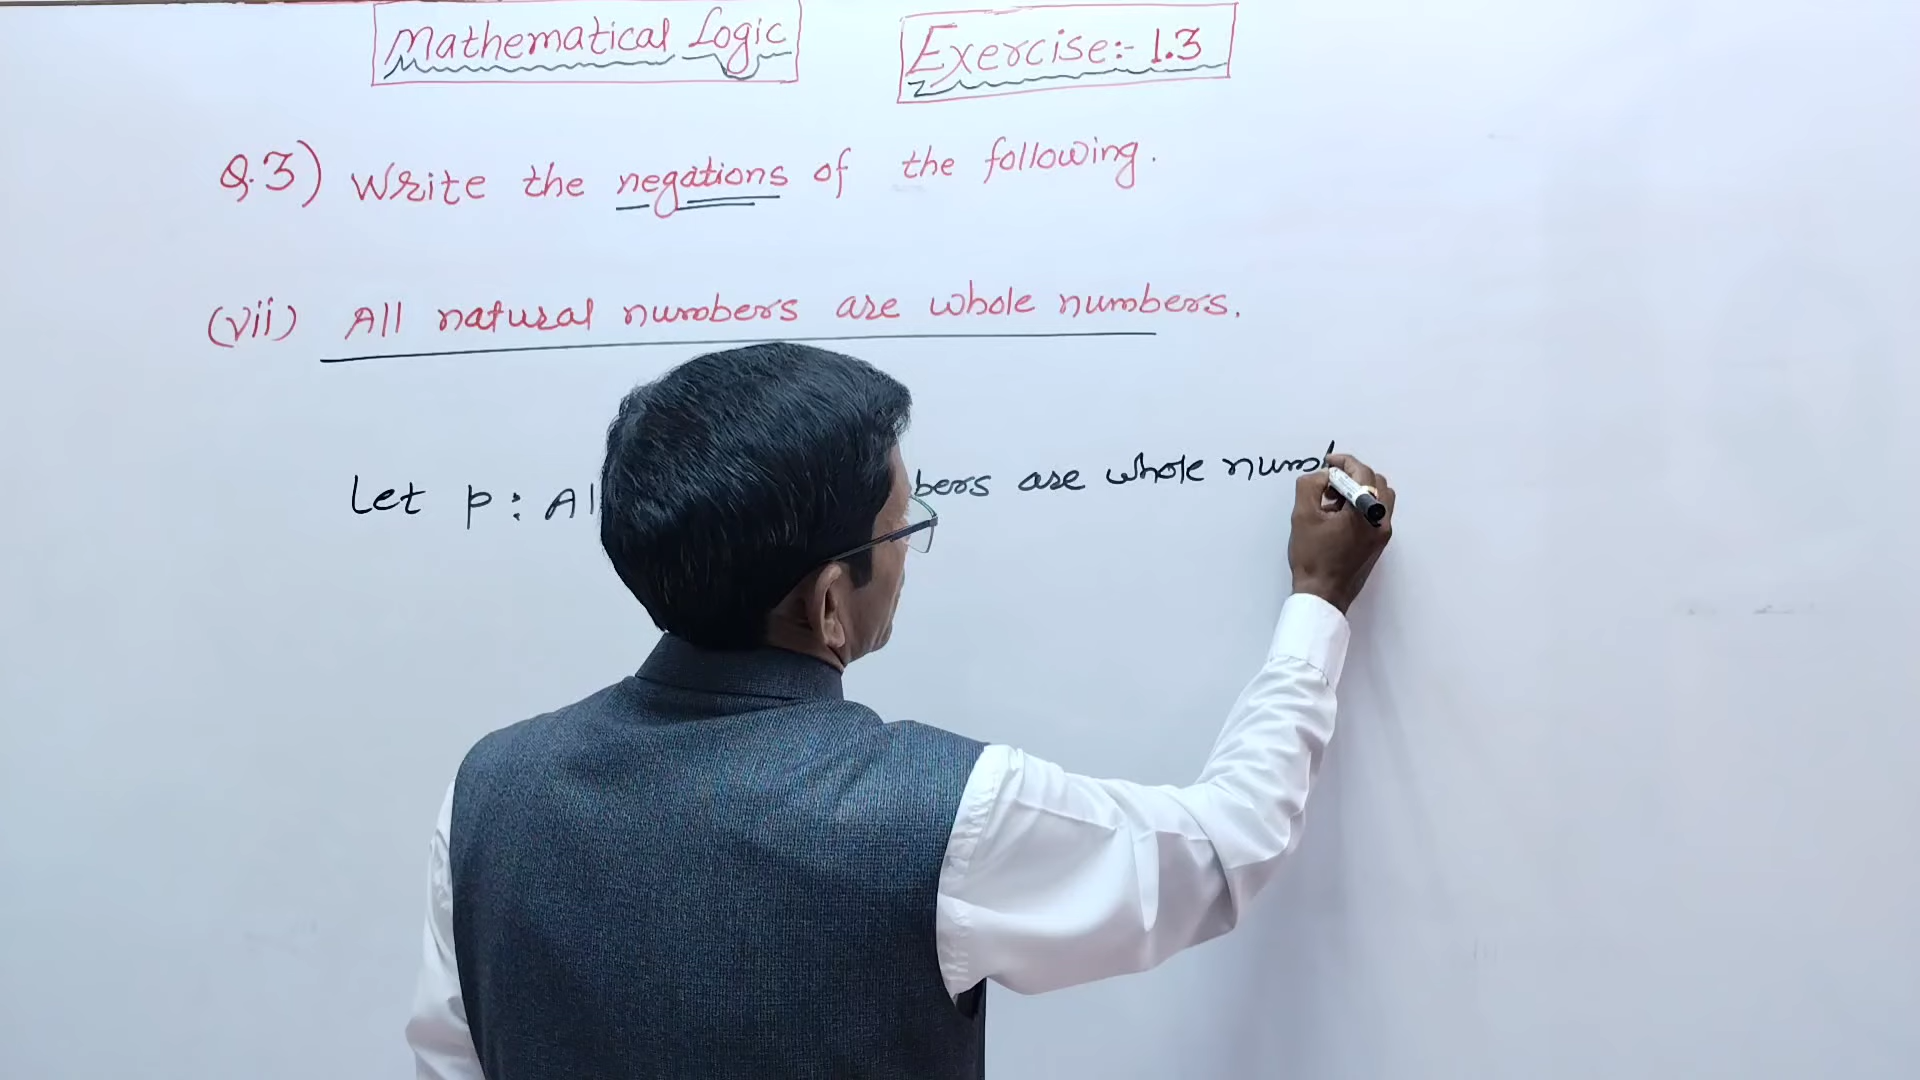 Mathematical Logic
Exercise:- 1.3
Q.3) Write the negations of the following.
(vii) All natural numbers are whole numbers.
Let p: Al bers are whole numb